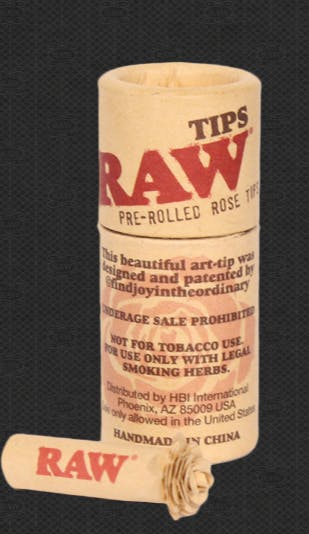 TIPS
RAW®
PRE-ROLLED ROSE TIPS
This beautiful art-tip was
designed and patented by
@findjoyintheordinary
UNDERAGE SALE PROHIBITED
NOT FOR TOBACCO USE.
FOR USE ONLY WITH LEGAL
SMOKING HERBS.
Distributed by HBI International
Phoenix, AZ 85009 USA
only allowed in the United States
HANDMADE IN CHINA
RAW®